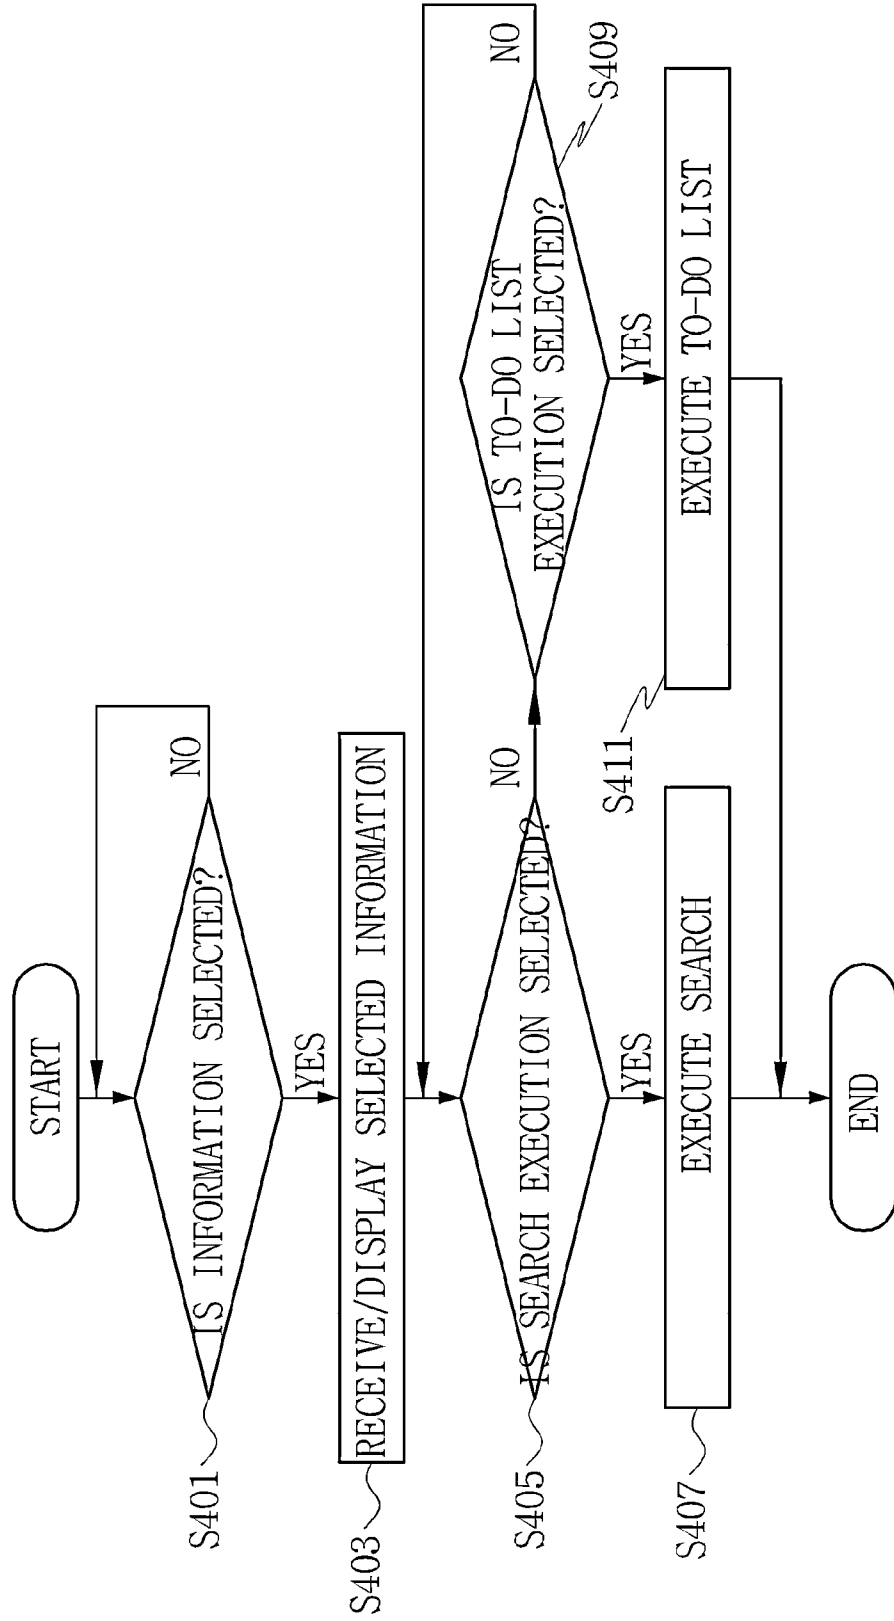 START
S401
IS INFORMATION SELECTED?
NO
YES
S403
RECEIVE/DISPLAY SELECTED INFORMATION
S405
IS SEARCH EXECUTION SELECTED?
NO
IS TO-DO LIST
EXECUTION SELECTED?
NO
S409
YES
YES
S407
EXECUTE SEARCH
S411
EXECUTE TO-DO LIST
END